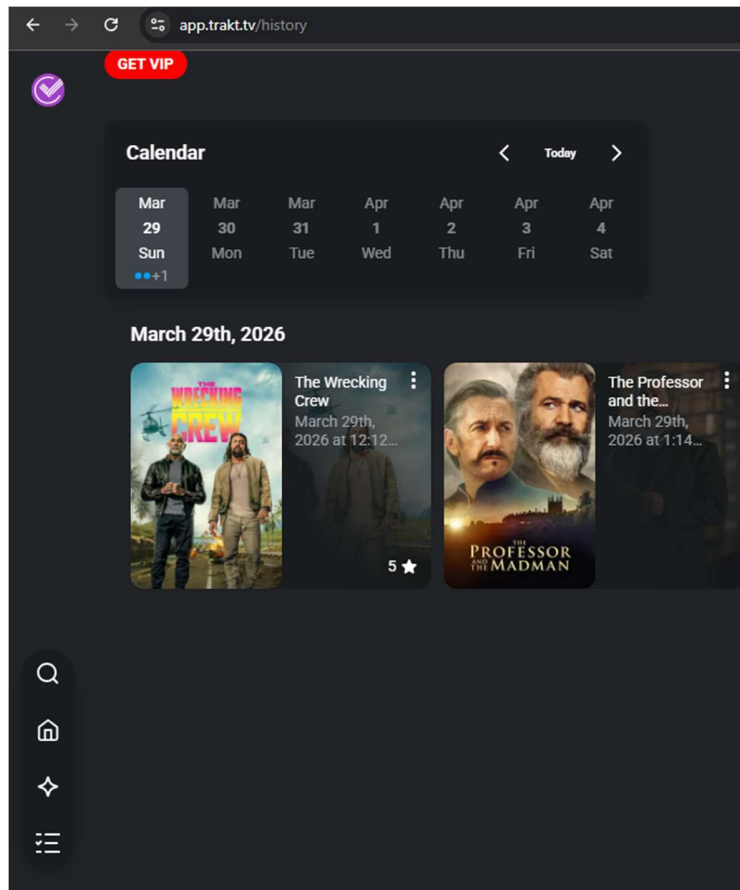 app.trakt.tv/history
GET VIP
Calendar
Today
Mar Mar Mar Apr Apr Apr Apr
29 30 31 1 2 3 4
Sun Mon Tue Wed Thu Fri Sat
+1
March 29th, 2026
THE
WRECKING
CREW
The Wrecking
Crew
March 29th,
2026 at 12:12...
5
THE
PROFESSOR
AND THE MADMAN
The Professor
and the...
March 29th,
2026 at 1:14...